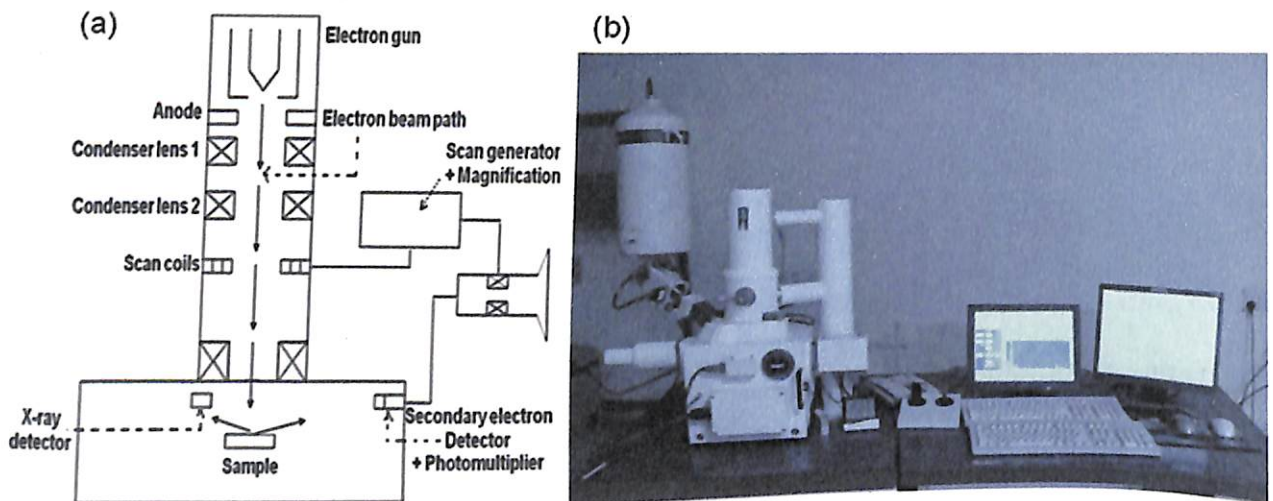 (a)
Electron gun
Anode
Electron beam path
Condenser lens 1
Scan generator
+ Magnification
Condenser lens 2
Scan coils
X-ray
detector
Sample
Secondary electron
Detector
+ Photomultiplier
(b)